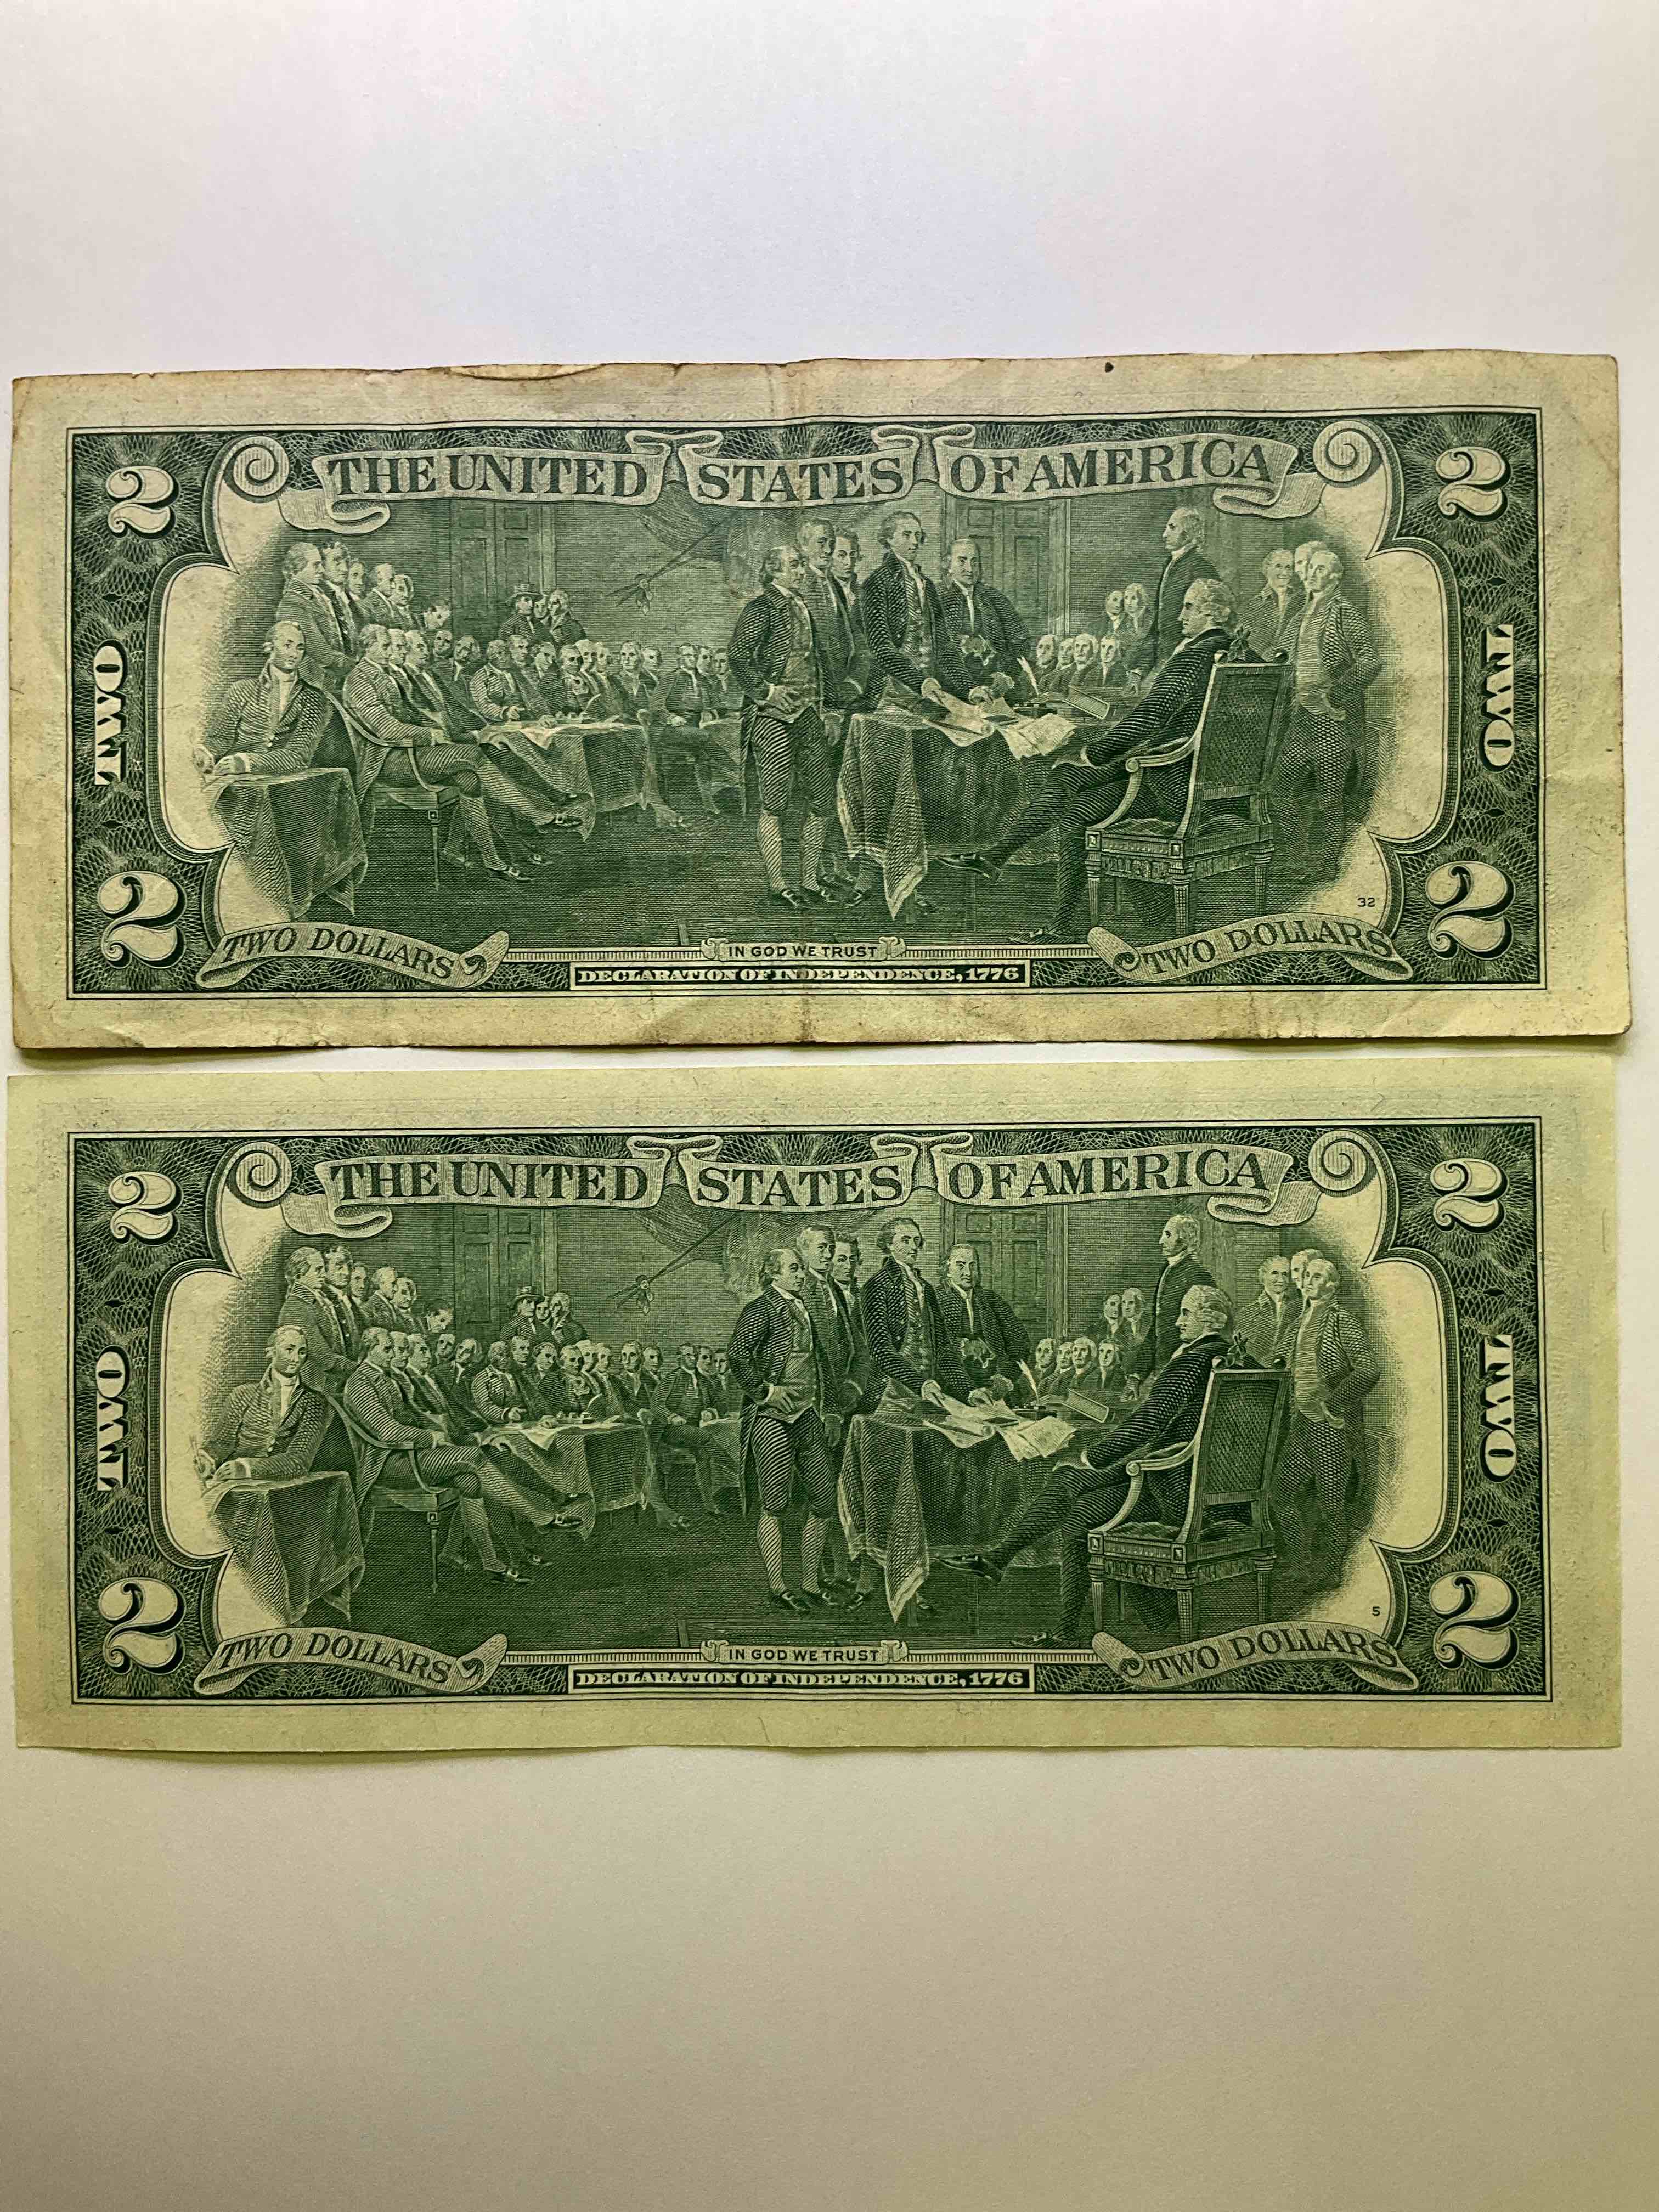 THE UNITED STATES OF AMERICA
2 2
TWO TWO
32
2 2
TWO DOLLARS IN GOD WE TRUST TWO DOLLARS
DECLARATION OF INDEPENDENCE, 1776
THE UNITED STATES OF AMERICA
2 2
TWO TWO
5
2 2
TWO DOLLARS IN GOD WE TRUST TWO DOLLARS
DECLARATION OF INDEPENDENCE, 1776